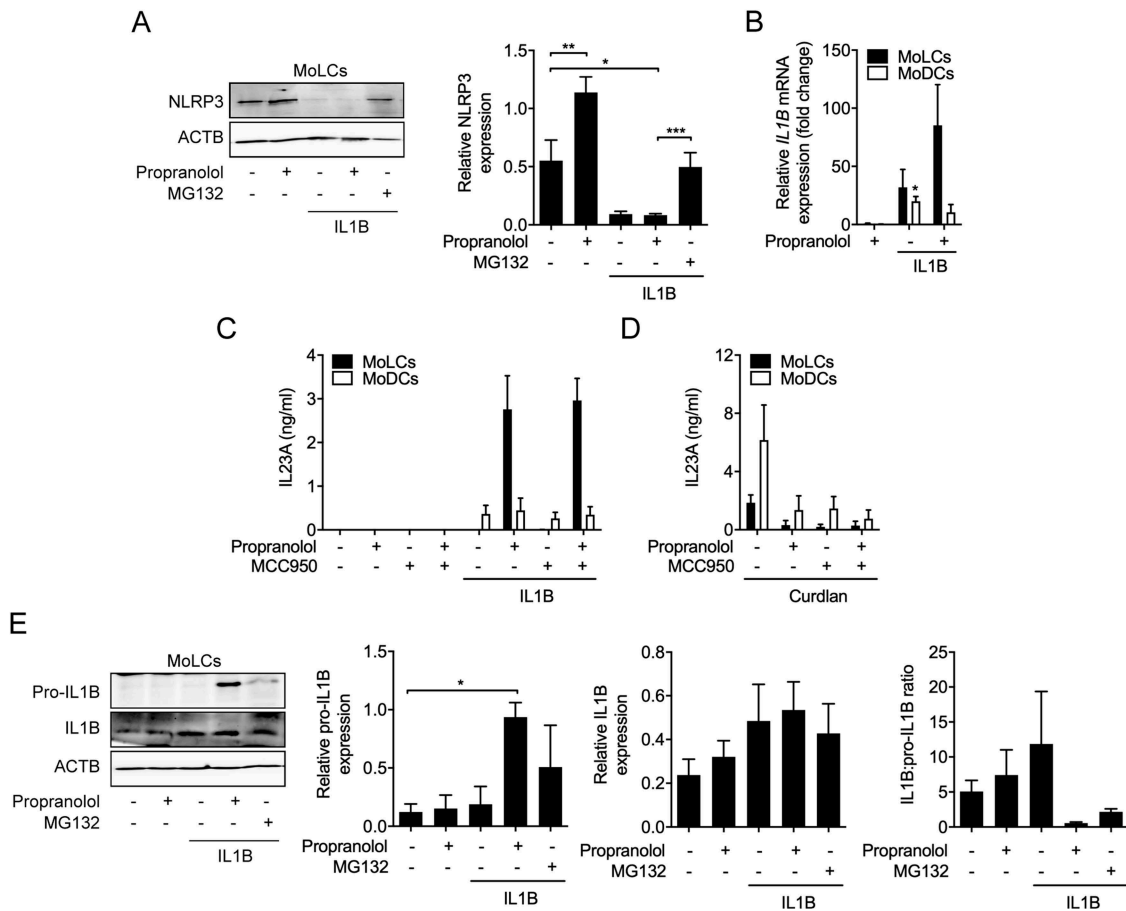 A
MoLCs
NLRP3
ACTB
Propranolol - + - + -
MG132 - - - - +
IL1B
Relative NLRP3
expression
1.5
1.0
0.5
0.0
**
*
***
Propranolol - + - + -
MG132 - - - - +
IL1B
B
Relative IL1B mRNA
expression (fold change)
150
100
50
0
MoLCs
MoDCs
*
Propranolol + - +
IL1B
C
IL23A (ng/ml)
4
3
2
1
0
MoLCs
MoDCs
Propranolol - + - + - + - +
MCC950 - - + + - - + +
IL1B
D
IL23A (ng/ml)
12
8
4
0
MoLCs
MoDCs
Propranolol - + - +
MCC950 - - + +
Curdlan
E
MoLCs
Pro-IL1B
IL1B
ACTB
Propranolol - + - + -
MG132 - - - - +
IL1B
Relative pro-IL1B
expression
1.5
1.0
0.5
0.0
*
Propranolol - + - + -
MG132 - - - - +
IL1B
Relative IL1B
expression
0.8
0.6
0.4
0.2
0.0
Propranolol - + - + -
MG132 - - - - +
IL1B
IL1B:pro-IL1B ratio
25
20
15
10
5
0
Propranolol - + - + -
MG132 - - - - +
IL1B